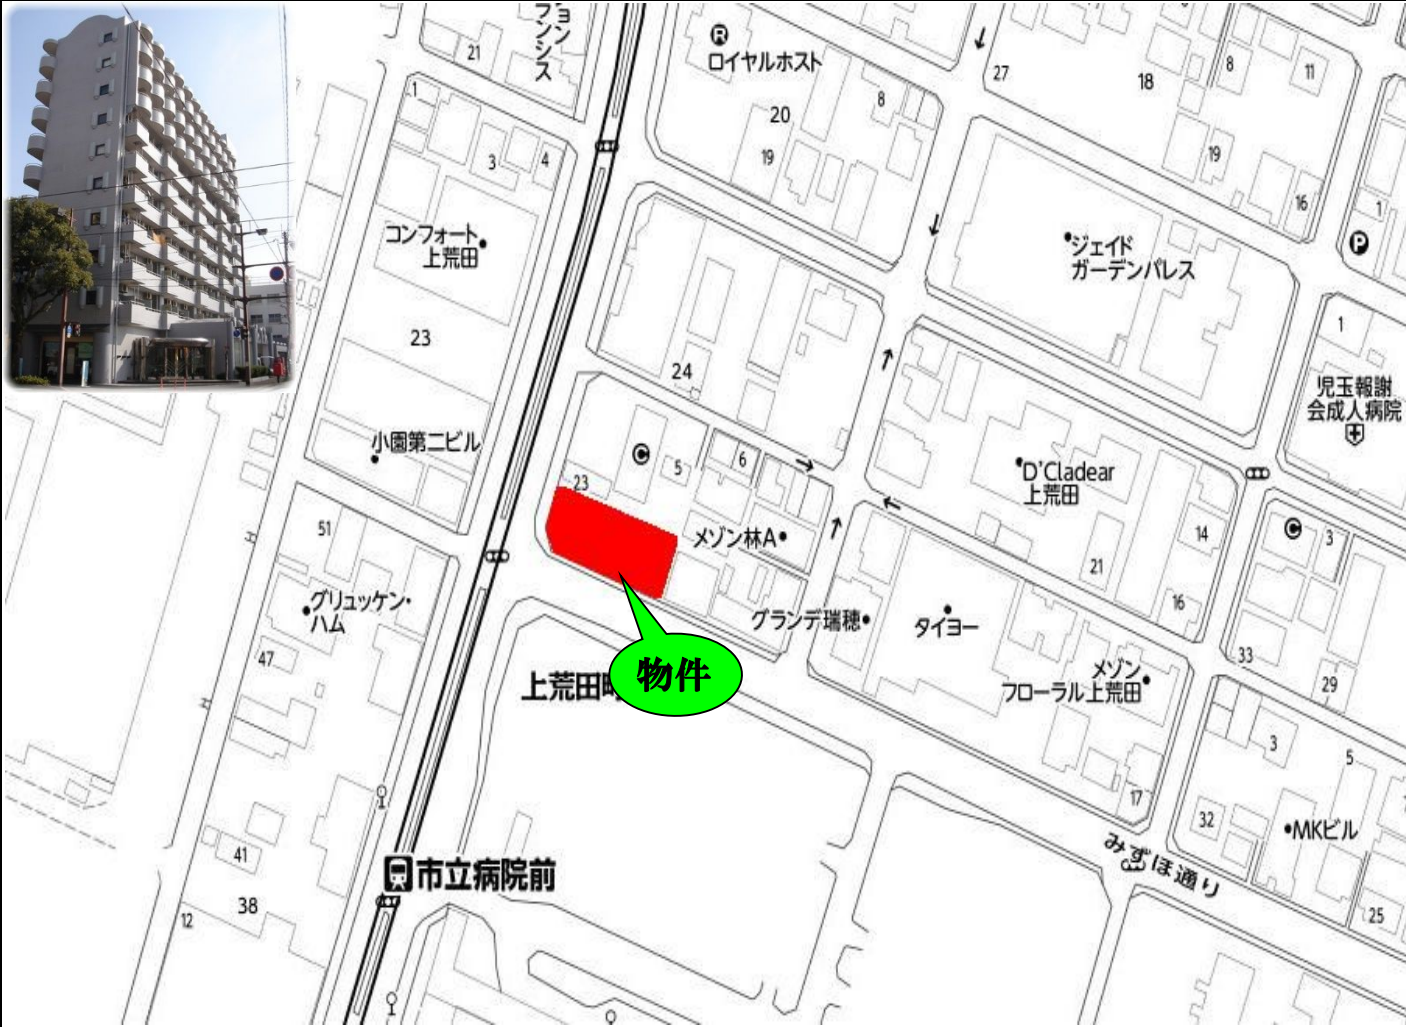 ョン
フランシス
21
R
ロイヤルホスト
20
19
8
27
18
8
11
19
16
1
P
1
3
4
コンフォート
上荒田
23
小園第二ビル
ジェイド
ガーデンパレス
1
児玉報謝
会成人病院
24
C
5
6
23
メゾン林A
グランデ瑞穂
D'Cladear
上荒田
21
14
16
C
3
33
29
51
グリュッケン・
ハム
47
タイヨー
メゾン
フローラル上荒田
17
物件
上荒田町
3
5
32
MKビル
25
みずほ通り
41
38
12
市立病院前